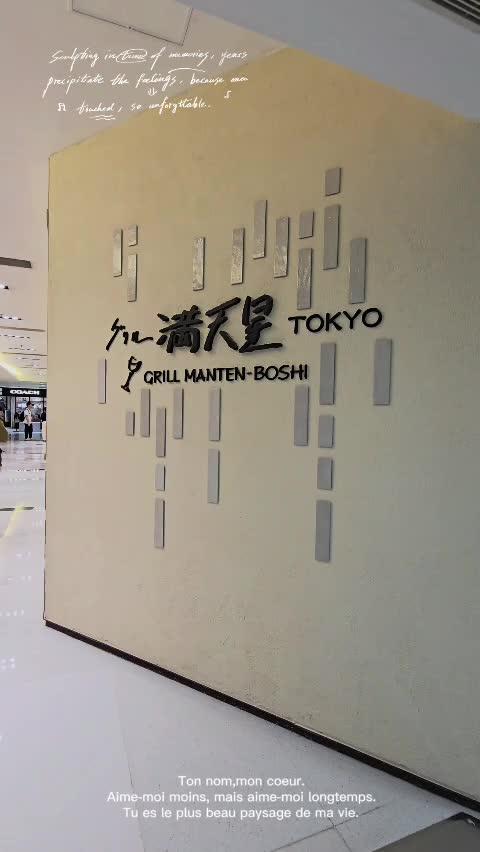 Sculpting in time of memories, years
precipitate the feelings, because one
touched, so unforgttable.
グリル満天星 TOKYO
GRILL MANTEN-BOSHI
COACH
Ton nom,mon coeur.
Aime-moi moins, mais aime-moi longtemps.
Tu es le plus beau paysage de ma vie.